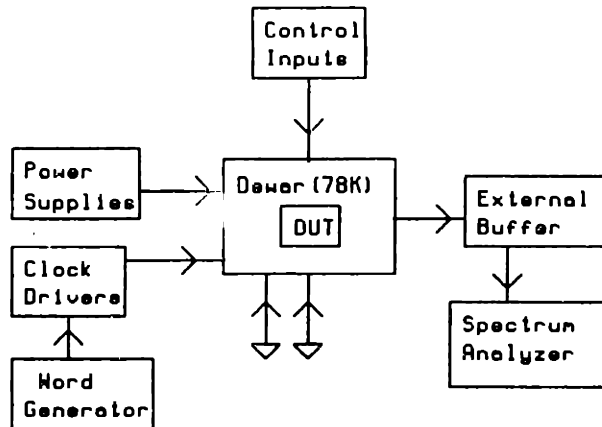 Control
Inputs
Power
Supplies
Dewar (78K)
DUT
External
Buffer
Clock
Drivers
Spectrum
Analyzer
Word
Generator